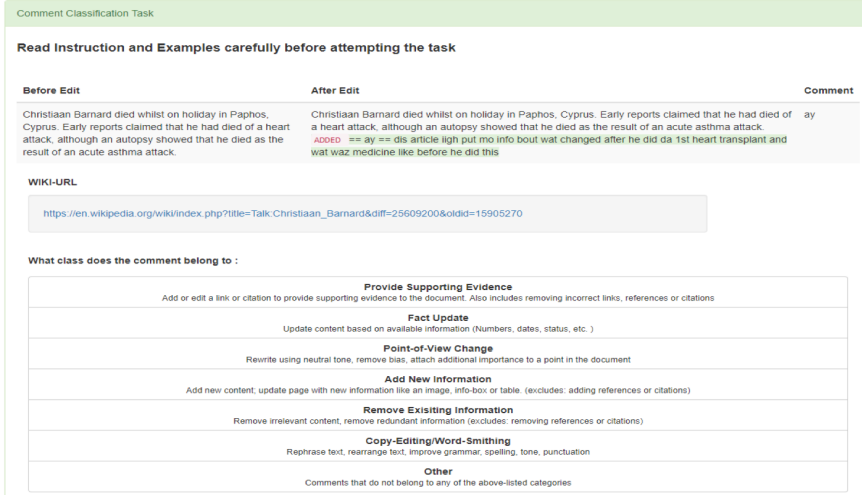 Comment Classification Task
Read Instruction and Examples carefully before attempting the task
Before Edit
After Edit
Comment
Christiaan Barnard died whilst on holiday in Paphos,
Cyprus. Early reports claimed that he had died of a heart
attack, although an autopsy showed that he died as the
result of an acute asthma attack.
Christiaan Barnard died whilst on holiday in Paphos, Cyprus. Early reports claimed that he had died of
a heart attack, although an autopsy showed that he died as the result of an acute asthma attack.
ADDED == ay == dis article ligh put mo info bout wat changed after he did da 1st heart transplant and
wat waz medicine like before he did this
ay
WIKI-URL
https://en.wikipedia.org/wiki/index.php?title=Talk:Christiaan_Barnard&diff=25609200&oldid=15905270
What class does the comment belong to :
Provide Supporting Evidence
Add or edit a link or citation to provide supporting evidence to the document. Also includes removing incorrect links, references or citations
Fact Update
Update content based on available information (Numbers, dates, status, etc. )
Point-of-View Change
Rewrite using neutral tone, remove bias, attach additional importance to a point in the document
Add New Information
Add new content; update page with new information like an image, info-box or table. (excludes: adding references or citations)
Remove Exisiting Information
Remove irrelevant content, remove redundant information (excludes: removing references or citations)
Copy-Editing/Word-Smithing
Rephrase text, rearrange text, improve grammar, spelling, tone, punctuation
Other
Comments that do not belong to any of the above-listed categories